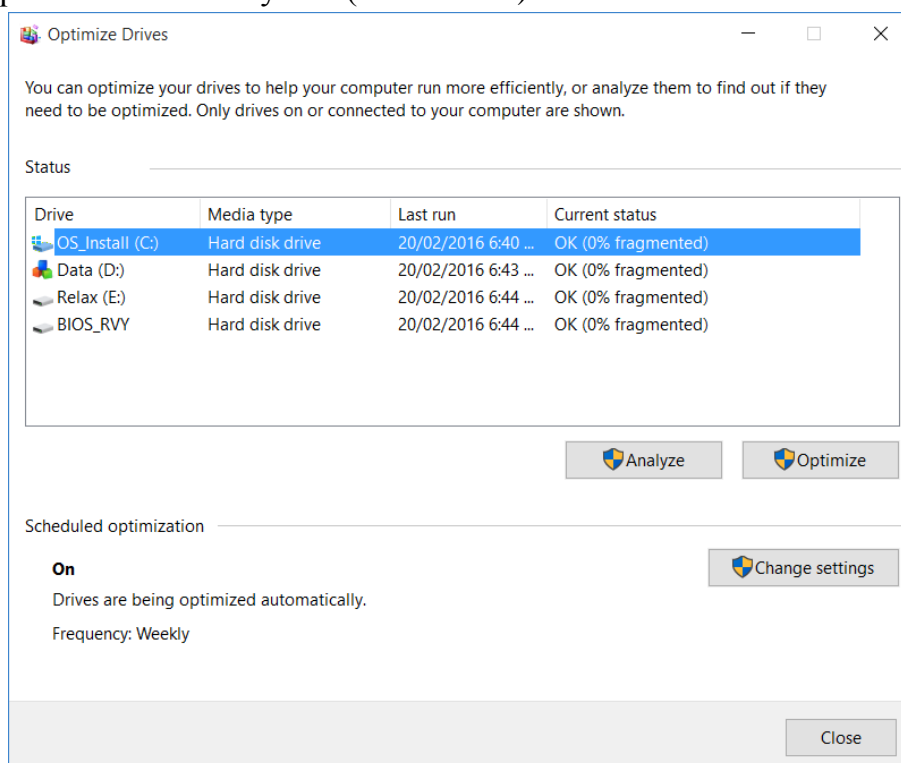 Optimize Drives
You can optimize your drives to help your computer run more efficiently, or analyze them to find out if they
need to be optimized. Only drives on or connected to your computer are shown.
Status
Drive Media type Last run Current status
OS_Install (C:) Hard disk drive 20/02/2016 6:40 ... OK (0% fragmented)
Data (D:) Hard disk drive 20/02/2016 6:43 ... OK (0% fragmented)
Relax (E:) Hard disk drive 20/02/2016 6:44 ... OK (0% fragmented)
BIOS_RVY Hard disk drive 20/02/2016 6:44 ... OK (0% fragmented)
Analyze Optimize
Scheduled optimization
On
Change settings
Drives are being optimized automatically.
Frequency: Weekly
Close